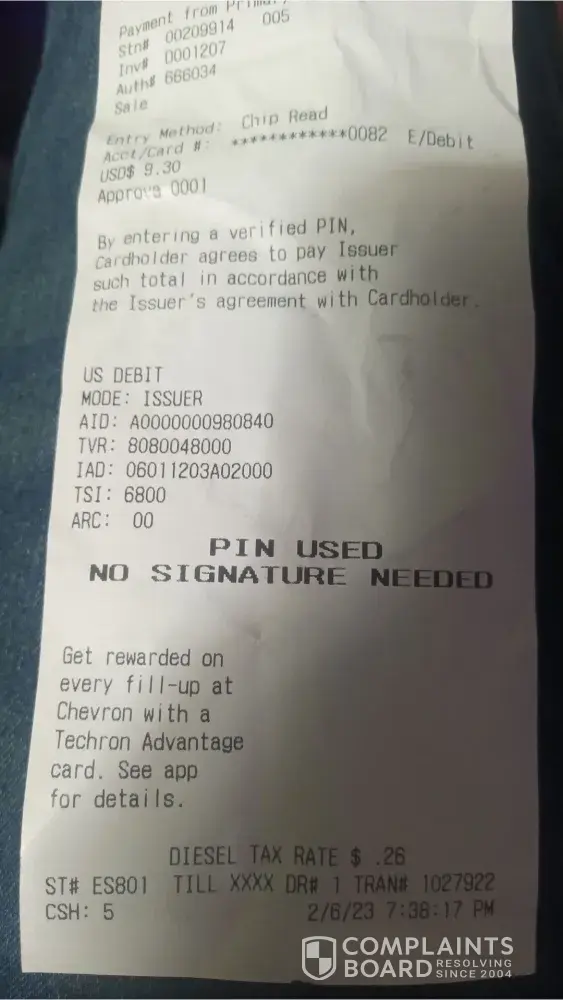 Payment from Primary
Stn# 00209914 005
Inv# 0001207
Auth# 666034
Sale
Entry Method: Chip Read
Acct/Card #: ************0082 E/Debit
USD$ 9.30
Approva 0001
By entering a verified PIN,
Cardholder agrees to pay Issuer
such total in accordance with
the Issuer's agreement with Cardholder.
US DEBIT
MODE: ISSUER
AID: A0000000980840
TVR: 8080048000
IAD: 06011203A02000
TSI: 6800
ARC: 00
PIN USED
NO SIGNATURE NEEDED
Get rewarded on
every fill-up at
Chevron with a
Techron Advantage
card. See app
for details.
DIESEL TAX RATE $ .26
ST# ES801 TILL XXXX DR# 1 TRAN# 1027922
CSH: 5 2/6/23 7:38:17 PM
COMPLAINTS
BOARD RESOLVING
SINCE 2004